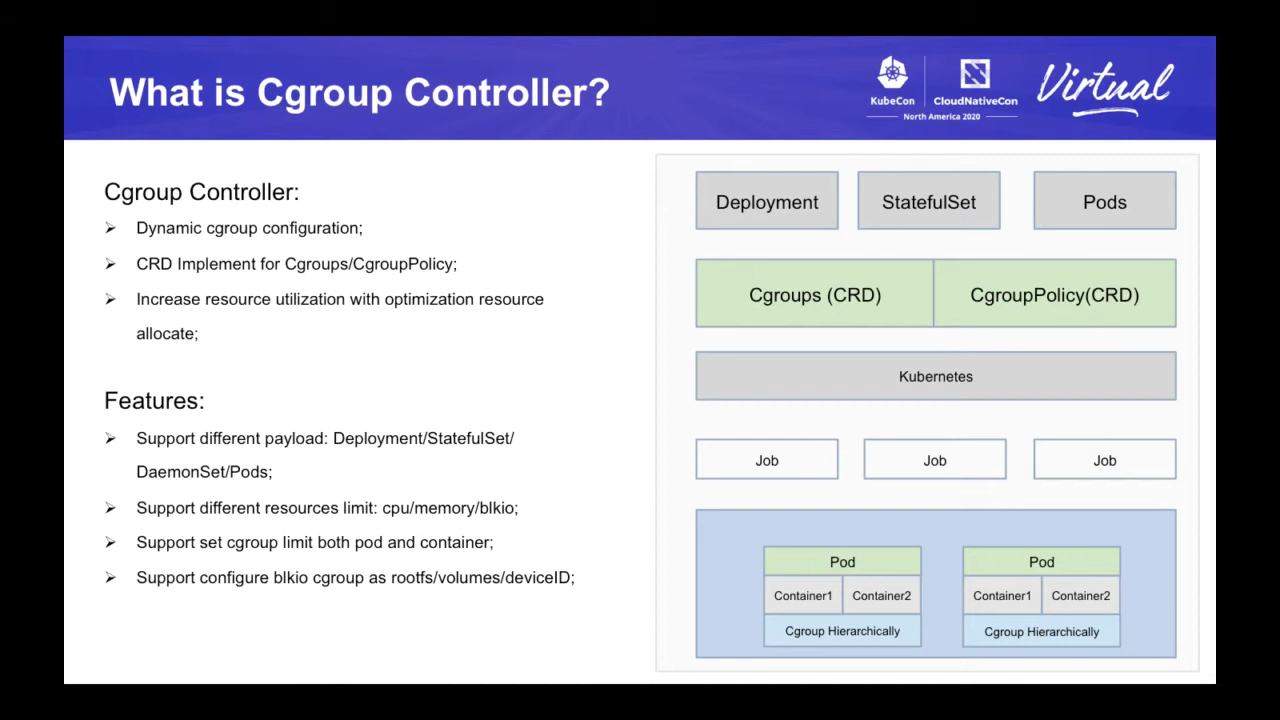 What is Cgroup Controller?
KubeCon
CloudNativeCon
North America 2020
Virtual
Cgroup Controller:
Dynamic cgroup configuration;
CRD Implement for Cgroups/CgroupPolicy;
Increase resource utilization with optimization resource
allocate;
Features:
Support different payload: Deployment/StatefulSet/
DaemonSet/Pods;
Support different resources limit: cpu/memory/blkio;
Support set cgroup limit both pod and container;
Support configure blkio cgroup as rootfs/volumes/deviceID;
Deployment
StatefulSet
Pods
Cgroups (CRD)
CgroupPolicy(CRD)
Kubernetes
Job
Job
Job
Pod
Container1
Container2
Cgroup Hierarchically
Pod
Container1
Container2
Cgroup Hierarchically